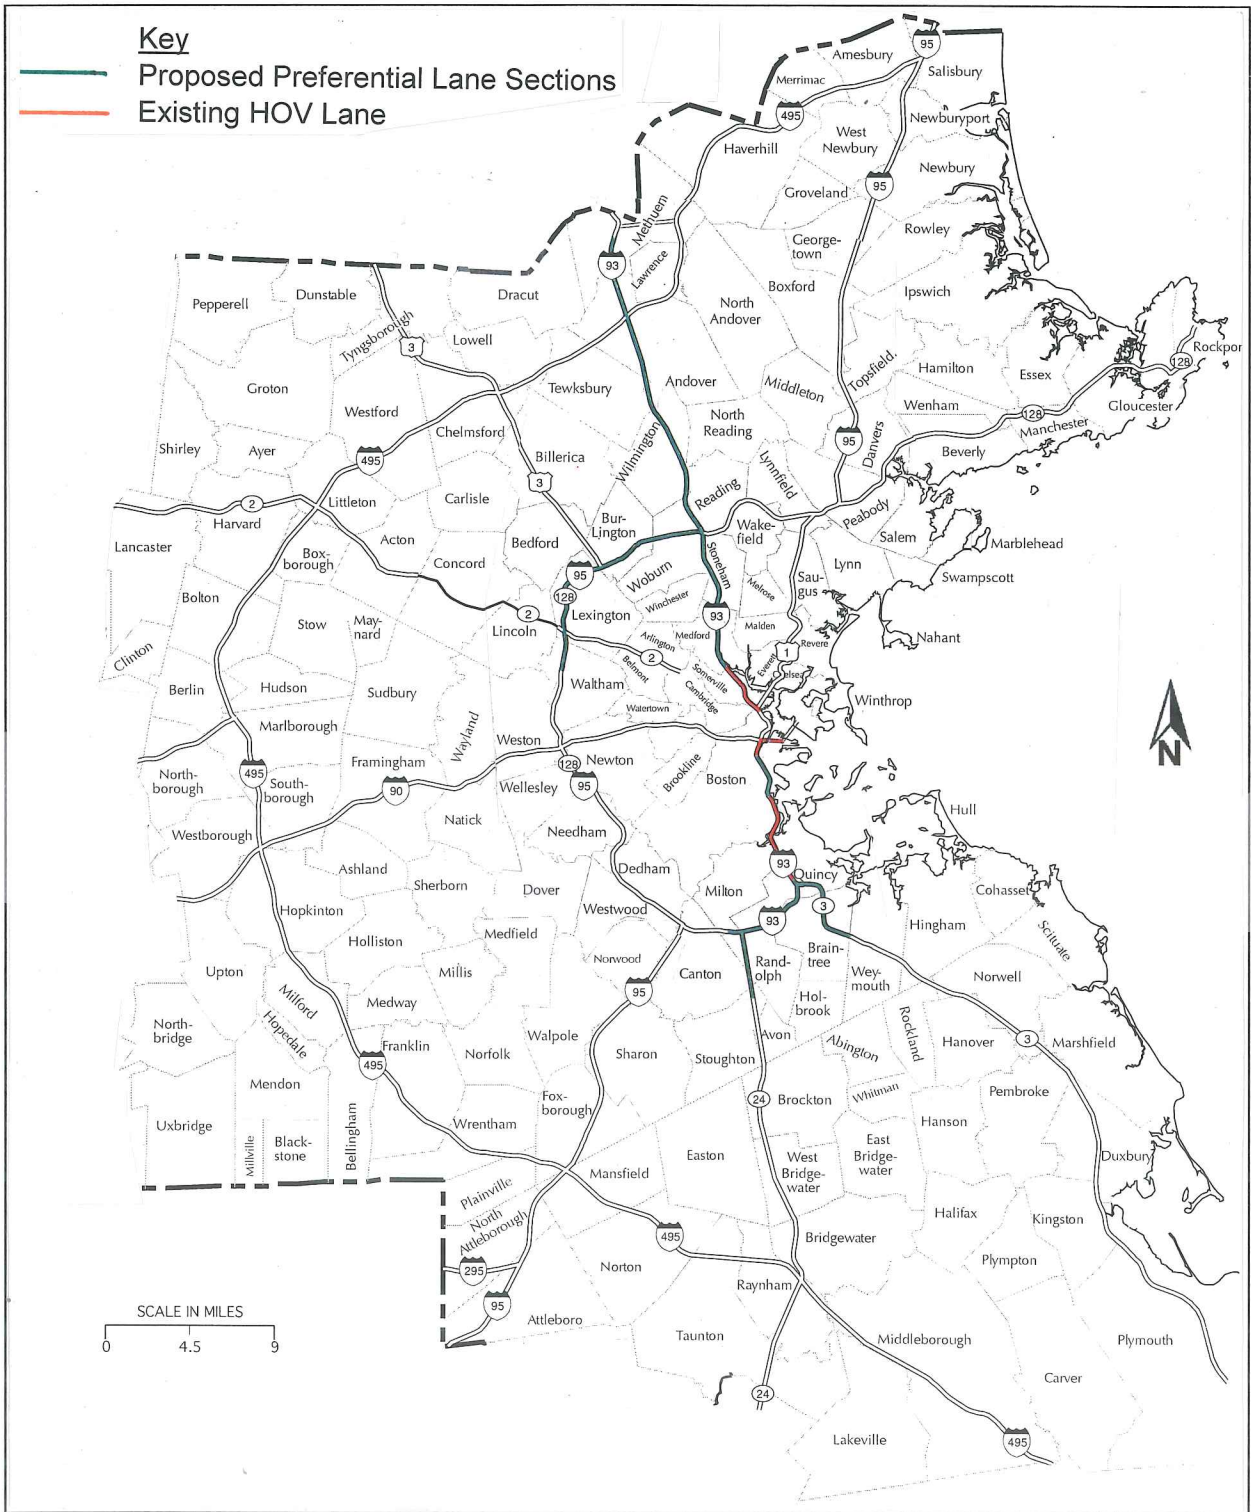 Key
Proposed Preferential Lane Sections
Existing HOV Lane
95
Amesbury
Salisbury
Merrimac
495
Newburyport
West
Newbury
Haverhill
Newbury
95
Groveland
Methuem
Rowley
George-
town
93
Lawrence
Boxford
Ipswich
Pepperell
Dunstable
Dracut
North
Andover
Tyngsborough
3
Lowell
128
Rockpor
Topsfield.
Hamilton
Essex
Groton
Tewksbury
Andover
Middleton
Westford
Wenham
Gloucester
128
Manchester
North
Reading
Chelmsford
Danvers
95
Beverly
Shirley
Ayer
495
Billerica
Wilmington
Lynnfield
3
Reading
Carlisle
2
Littleton
Harvard
Peabody
Bur-
Lington
Wake-
field
Salem
Acton
Bedford
Marblehead
Lancaster
Box-
borough
Concord
Stoneham
Lynn
95
Woburn
Swampscott
Bolton
128
Melrose
Sau-
gus
Winchester
Lexington
93
Stow
May-
nard
2
Lincoln
Malden
Medford
Arlington
Nahant
Revere
1
Clinton
2
Belmont
Everett
Somerville
elsea
Berlin
Hudson
Sudbury
Waltham
Cambridge
Winthrop
Watertown
Marlborough
Wayland
Weston
128
Newton
Framingham
495
North-
borough
South-
borough
90
Wellesley
95
Brookline
Boston
N
Natick
Hull
Westborough
Needham
Ashland
Dedham
93
Quincy
Sherborn
Dover
Milton
Cohasset
Hopkinton
Westwood
3
93
Hingham
Scituate
Holliston
Medfield
Brain-
tree
Norwood
Rand-
olph
Upton
Millis
Canton
Wey-
mouth
Norwell
95
Milford
Medway
Hol-
brook
North-
bridge
Hopedale
Walpole
Avon
Rockland
Franklin
Norfolk
Sharon
Stoughton
Abington
Hanover
3
Marshfield
495
Mendon
Fox-
borough
24
Brockton
Whitman
Pembroke
Uxbridge
Wrentham
Hanson
Millville
Black-
stone
Bellingham
Easton
West
Bridge-
water
East
Bridge-
water
Duxbury
Mansfield
Plainville
North
Attleborough
Halifax
Kingston
495
Bridgewater
295
Norton
Plympton
Raynham
95
SCALE IN MILES
Attleboro
Taunton
Middleborough
Plymouth
0 4.5 9
Carver
24
Lakeville
495